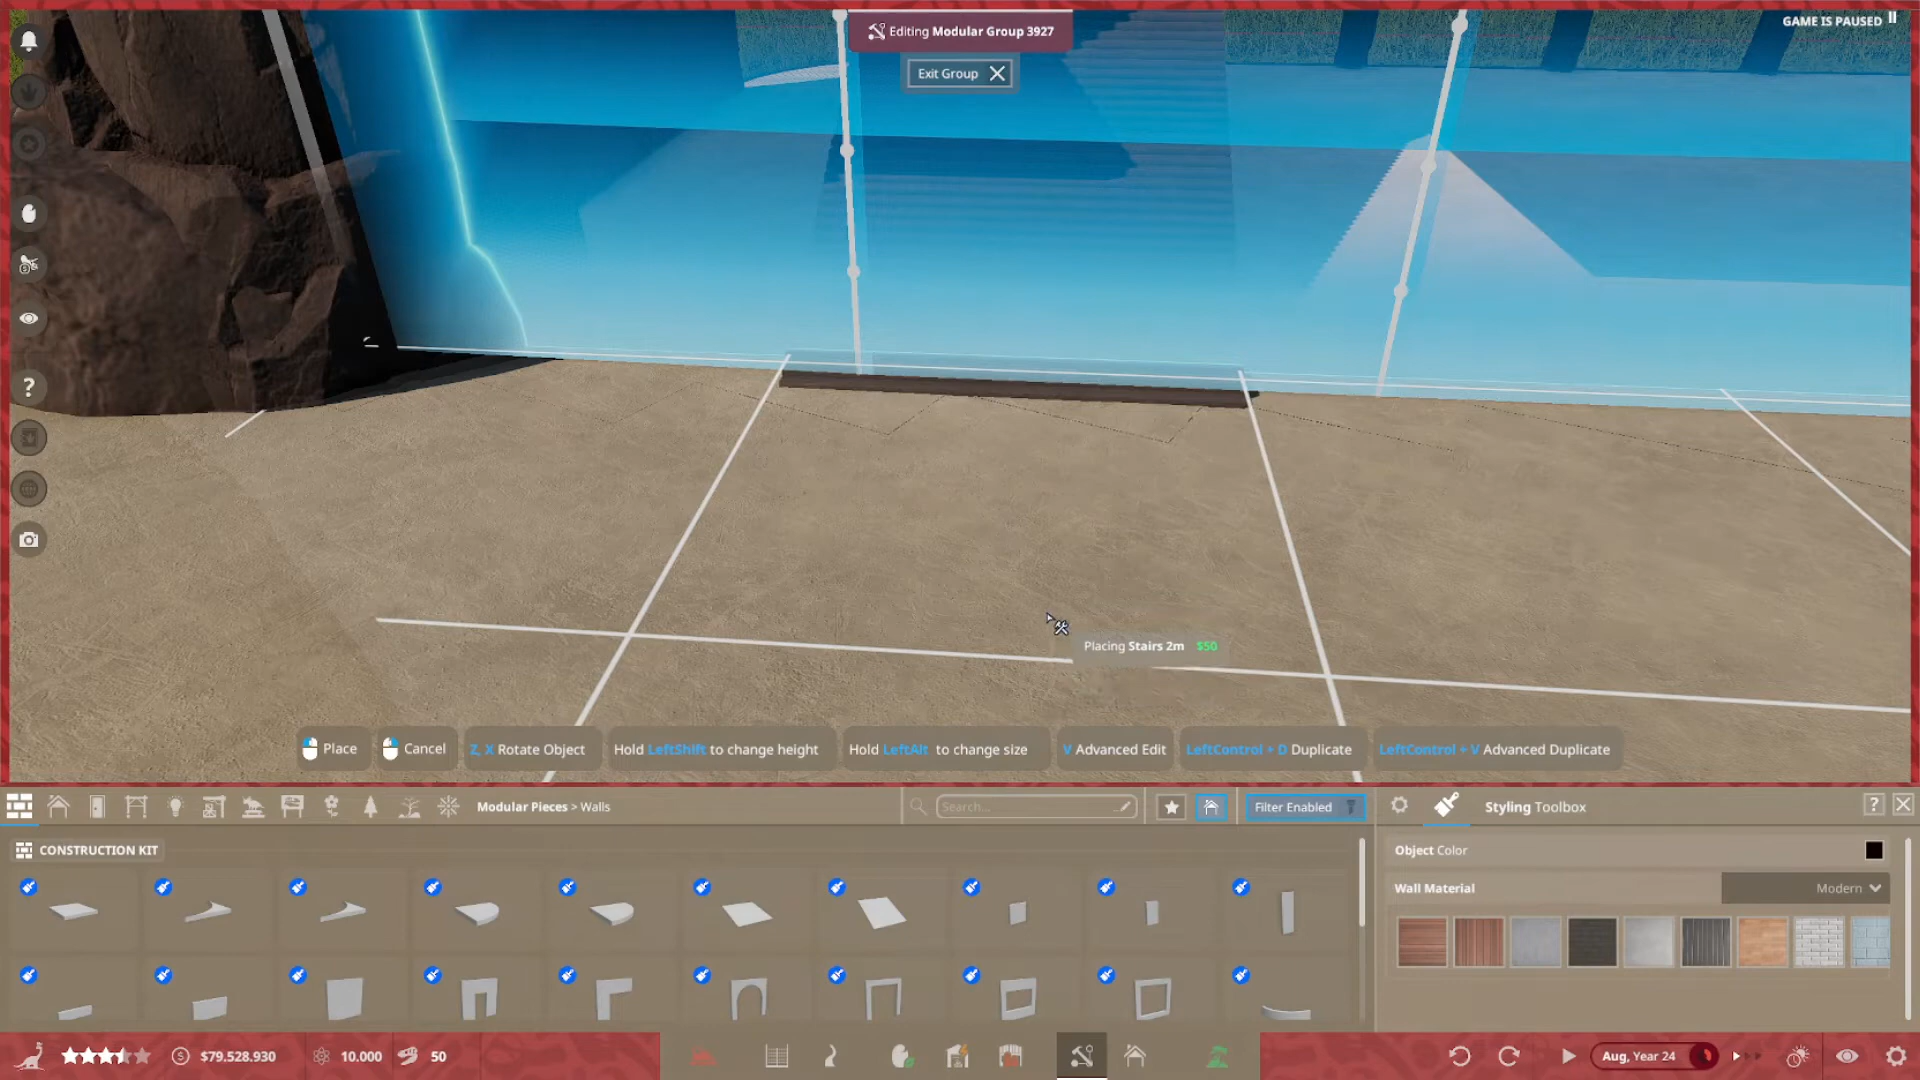 Editing Modular Group 3927
GAME IS PAUSED
Exit Group
?
Placing Stairs 2m $50
Place
Cancel
Z, X Rotate Object
Hold LeftShift to change height
Hold LeftAlt to change size
V Advanced Edit
LeftControl + D Duplicate
LeftControl + V Advanced Duplicate
Modular Pieces > Walls
Search...
Filter Enabled
Styling Toolbox
?
CONSTRUCTION KIT
Object Color
Wall Material
Modern
$79.528.930
10.000
50
Aug, Year 24